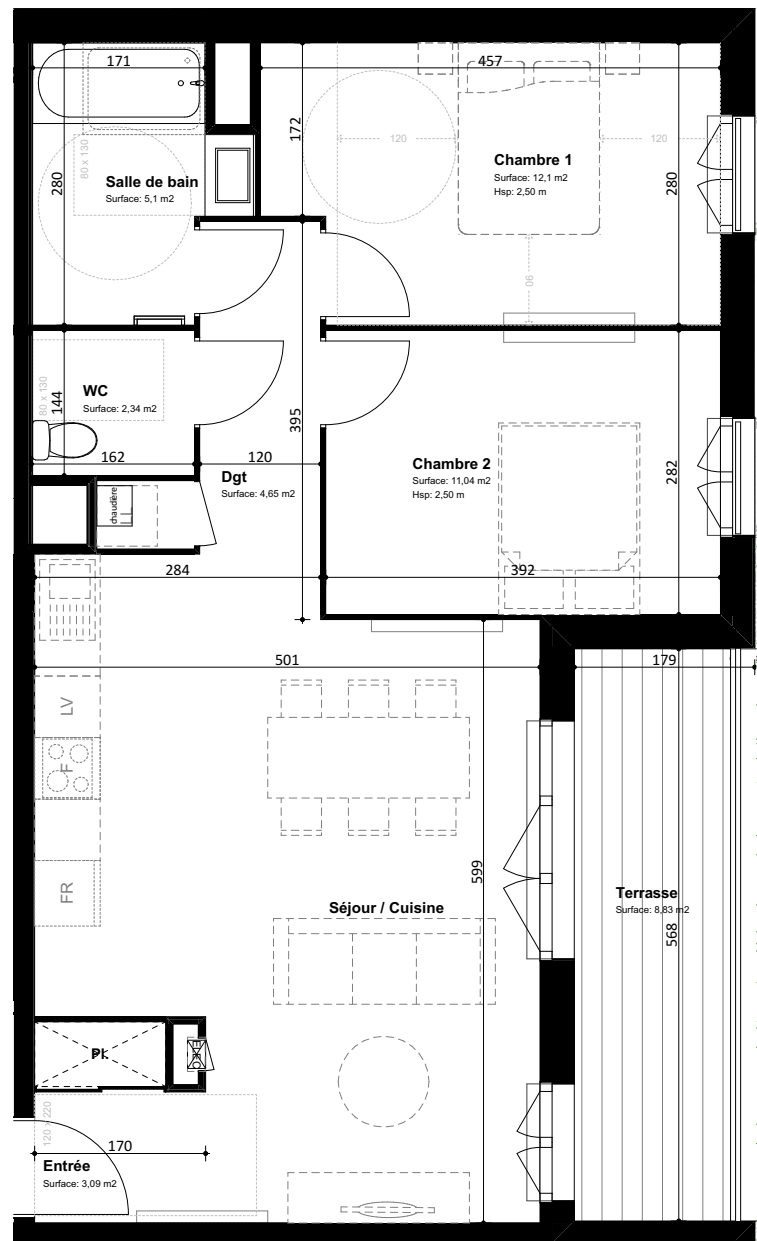 171
457
172
120
120
80 x 130
280
Salle de bain
Surface: 5,1 m2
Chambre 1
Surface: 12,1 m2
Hsp: 2,50 m
280
90
80 x 130
144
WC
Surface: 2,34 m2
395
162
120
Dgt
Surface: 4,65 m2
Chambre 2
Surface: 11,04 m2
Hsp: 2,50 m
282
chaudière
284
392
501
179
LV
F
FR
599
Séjour / Cuisine
Terrasse
Surface: 8,83 m2
568
Pl.
ELEC
120 x 220
170
Entrée
Surface: 3,09 m2